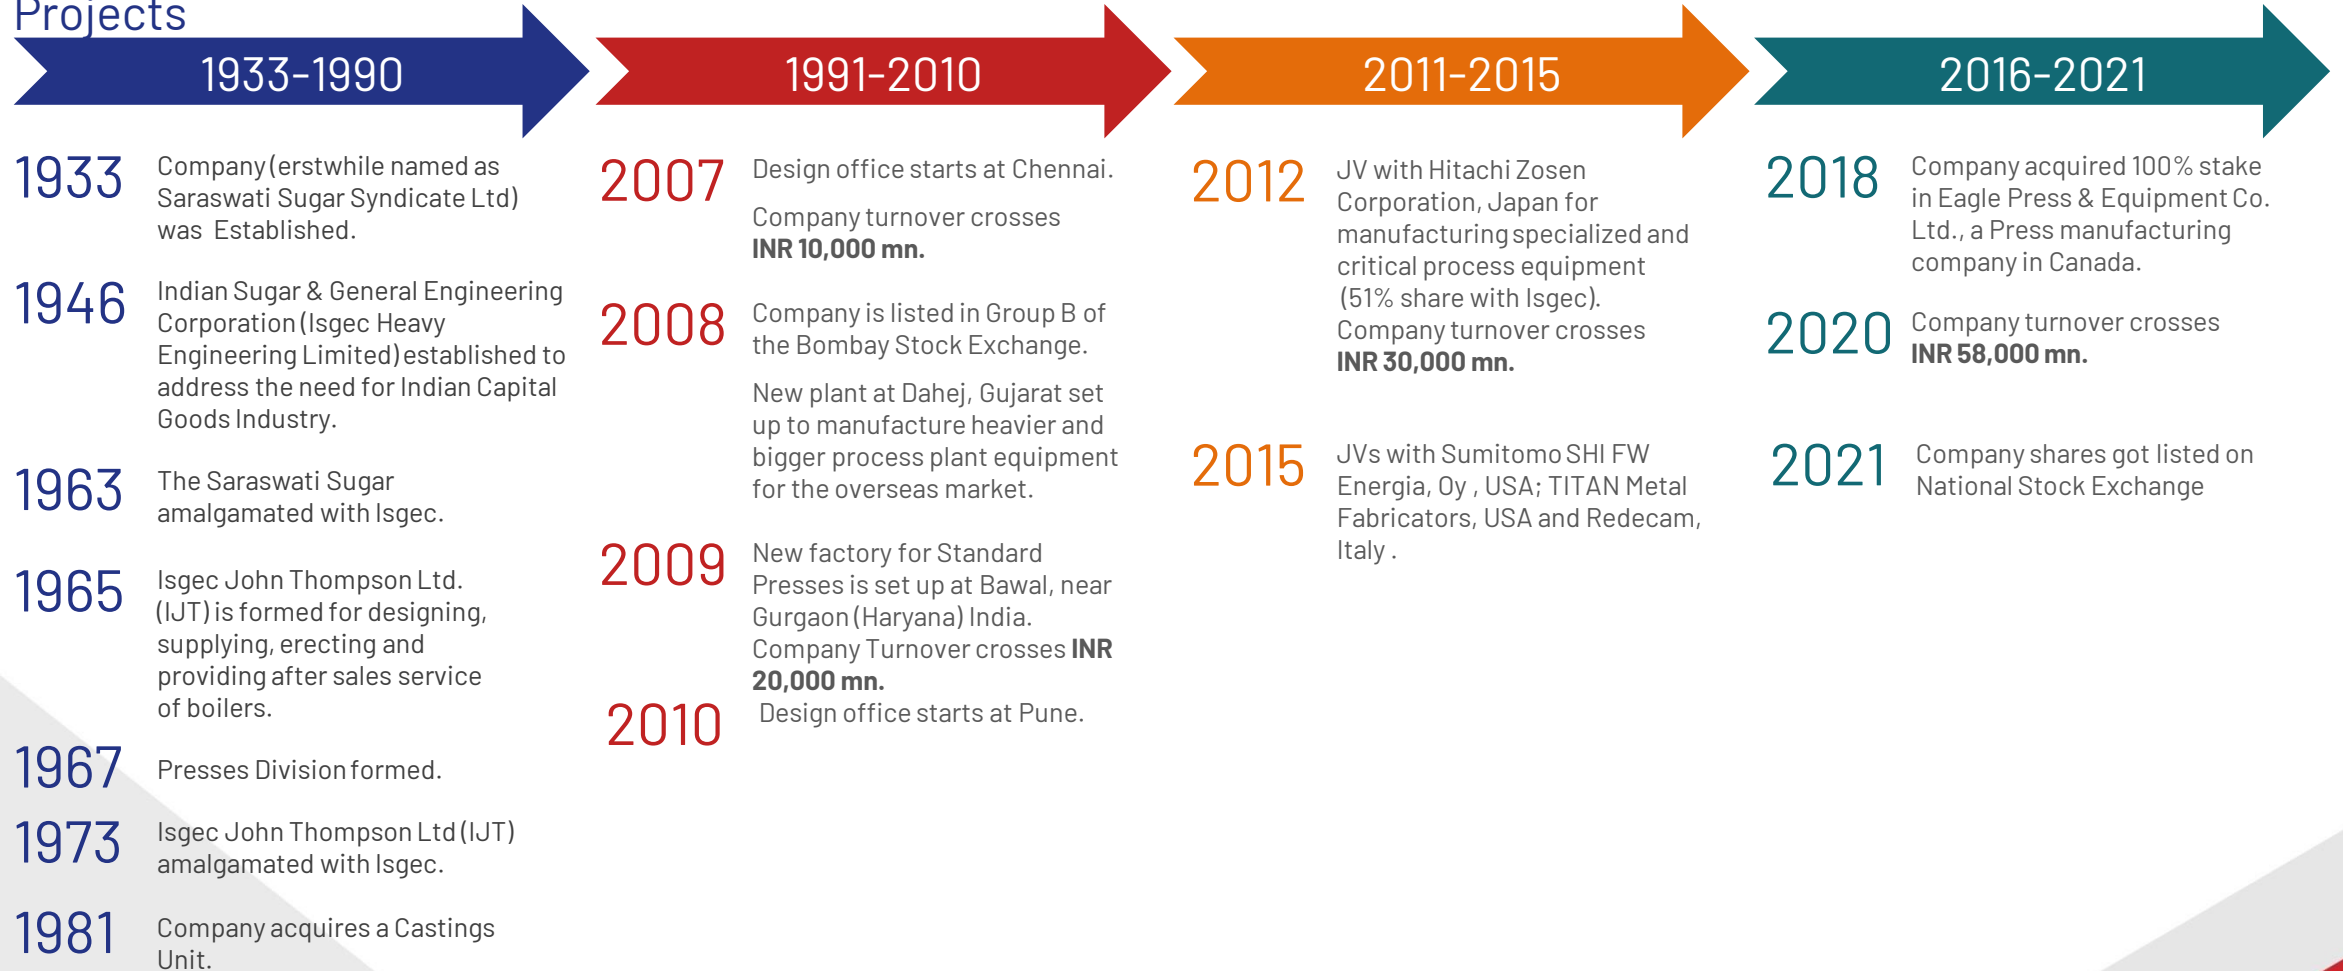 Projects
1933-1990
1933
Company (erstwhile named as
Saraswati Sugar Syndicate Ltd)
was Established.
1946
Indian Sugar & General Engineering
Corporation (Isgec Heavy
Engineering Limited) established to
address the need for Indian Capital
Goods Industry.
1963
The Saraswati Sugar
amalgamated with Isgec.
1965
Isgec John Thompson Ltd.
(IJT) is formed for designing,
supplying, erecting and
providing after sales service
of boilers.
1967
Presses Division formed.
1973
Isgec John Thompson Ltd (IJT)
amalgamated with Isgec.
1981
Company acquires a Castings
Unit.
1991-2010
2007
Design office starts at Chennai.
Company turnover crosses
INR 10,000 mn.
2008
Company is listed in Group B of
the Bombay Stock Exchange.
New plant at Dahej, Gujarat set
up to manufacture heavier and
bigger process plant equipment
for the overseas market.
2009
New factory for Standard
Presses is set up at Bawal, near
Gurgaon (Haryana) India.
Company Turnover crosses INR
20,000 mn.
2010
Design office starts at Pune.
2011-2015
2012
JV with Hitachi Zosen
Corporation, Japan for
manufacturing specialized and
critical process equipment
(51% share with Isgec).
Company turnover crosses
INR 30,000 mn.
2015
JVs with Sumitomo SHI FW
Energia, Oy , USA; TITAN Metal
Fabricators, USA and Redecam,
Italy .
2016-2021
2018
Company acquired 100% stake
in Eagle Press & Equipment Co.
Ltd., a Press manufacturing
company in Canada.
2020
Company turnover crosses
INR 58,000 mn.
2021
Company shares got listed on
National Stock Exchange